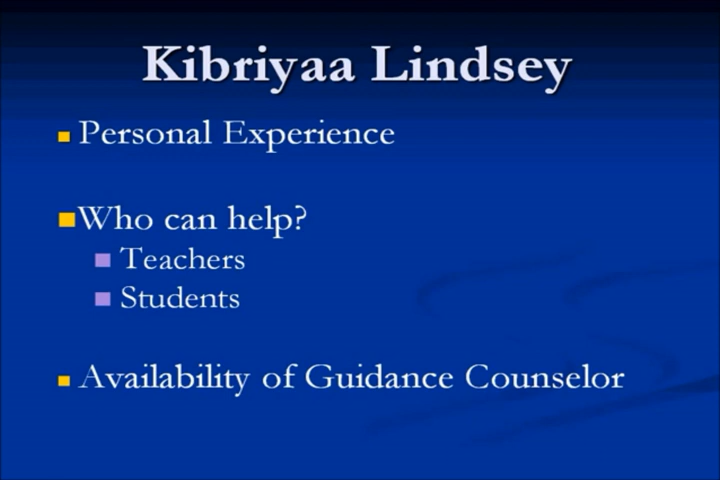 Kibriyaa Lindsey
Personal Experience
Who can help?
Teachers
Students
Availability of Guidance Counselor